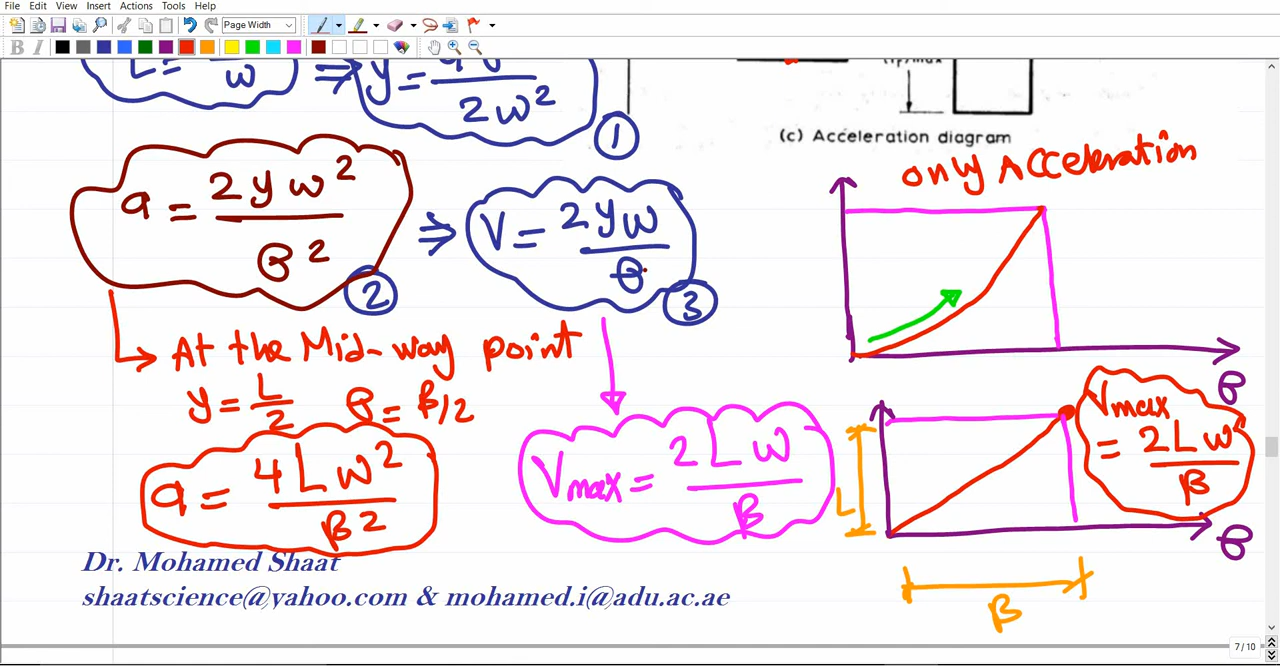 File Edit View Insert Actions Tools Help
Page Width
B I
w
⇒ y =
2w²
1
(c) Acceleration diagram
only Acceleration
a = 2yw² / θ²
2
⇒ V = 2yw / θ
3
At the Mid-way point
y = L/2 θ = β/2
a = 4Lw² / β²
Vmax = 2Lw / β
θ
Vmax = 2Lw / β
L
θ
β
Dr. Mohamed Shaat
shaatscience@yahoo.com & mohamed.i@adu.ac.ae
7 / 10